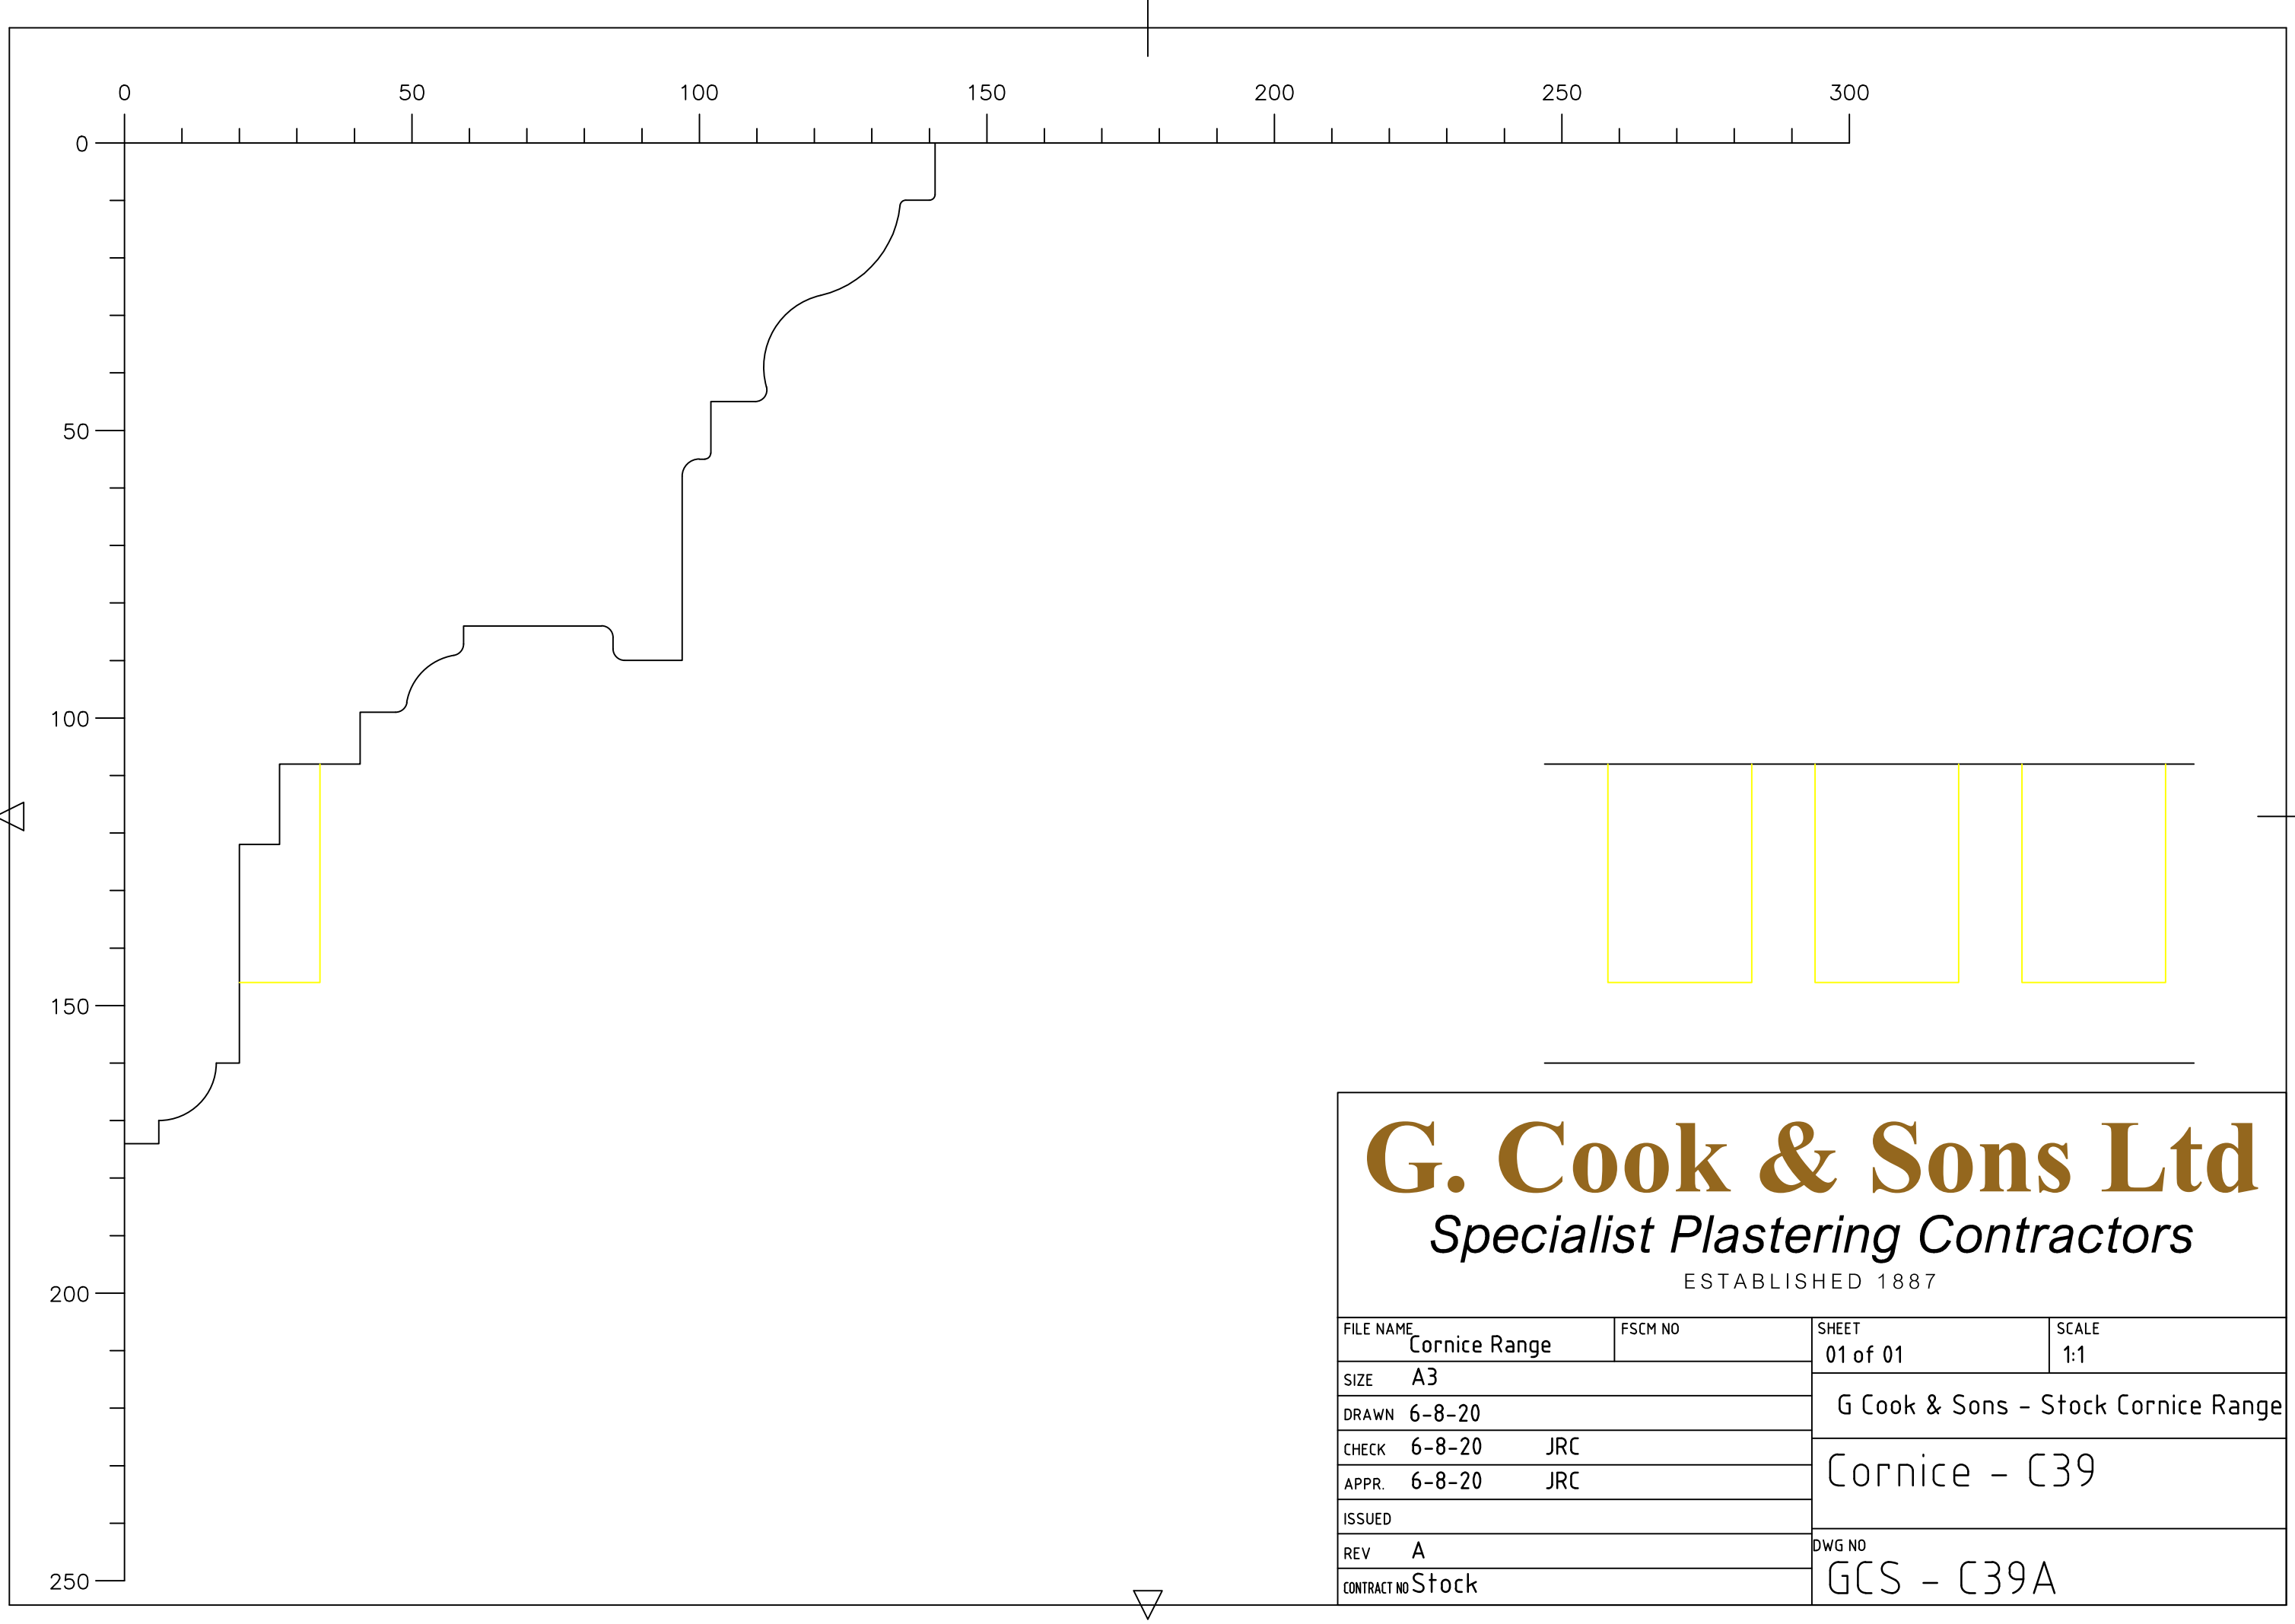 0 50 100 150 200 250 300
0
50
100
150
200
250
G. Cook & Sons Ltd
Specialist Plastering Contractors
ESTABLISHED 1887
FILE NAME Cornice Range
FSCM NO
SHEET 01 of 01
SCALE 1:1
SIZE A3
DRAWN 6-8-20
CHECK 6-8-20 JRC
APPR. 6-8-20 JRC
ISSUED
REV A
CONTRACT NO Stock
G Cook & Sons - Stock Cornice Range
Cornice - C39
DWG NO
GCS - C39A